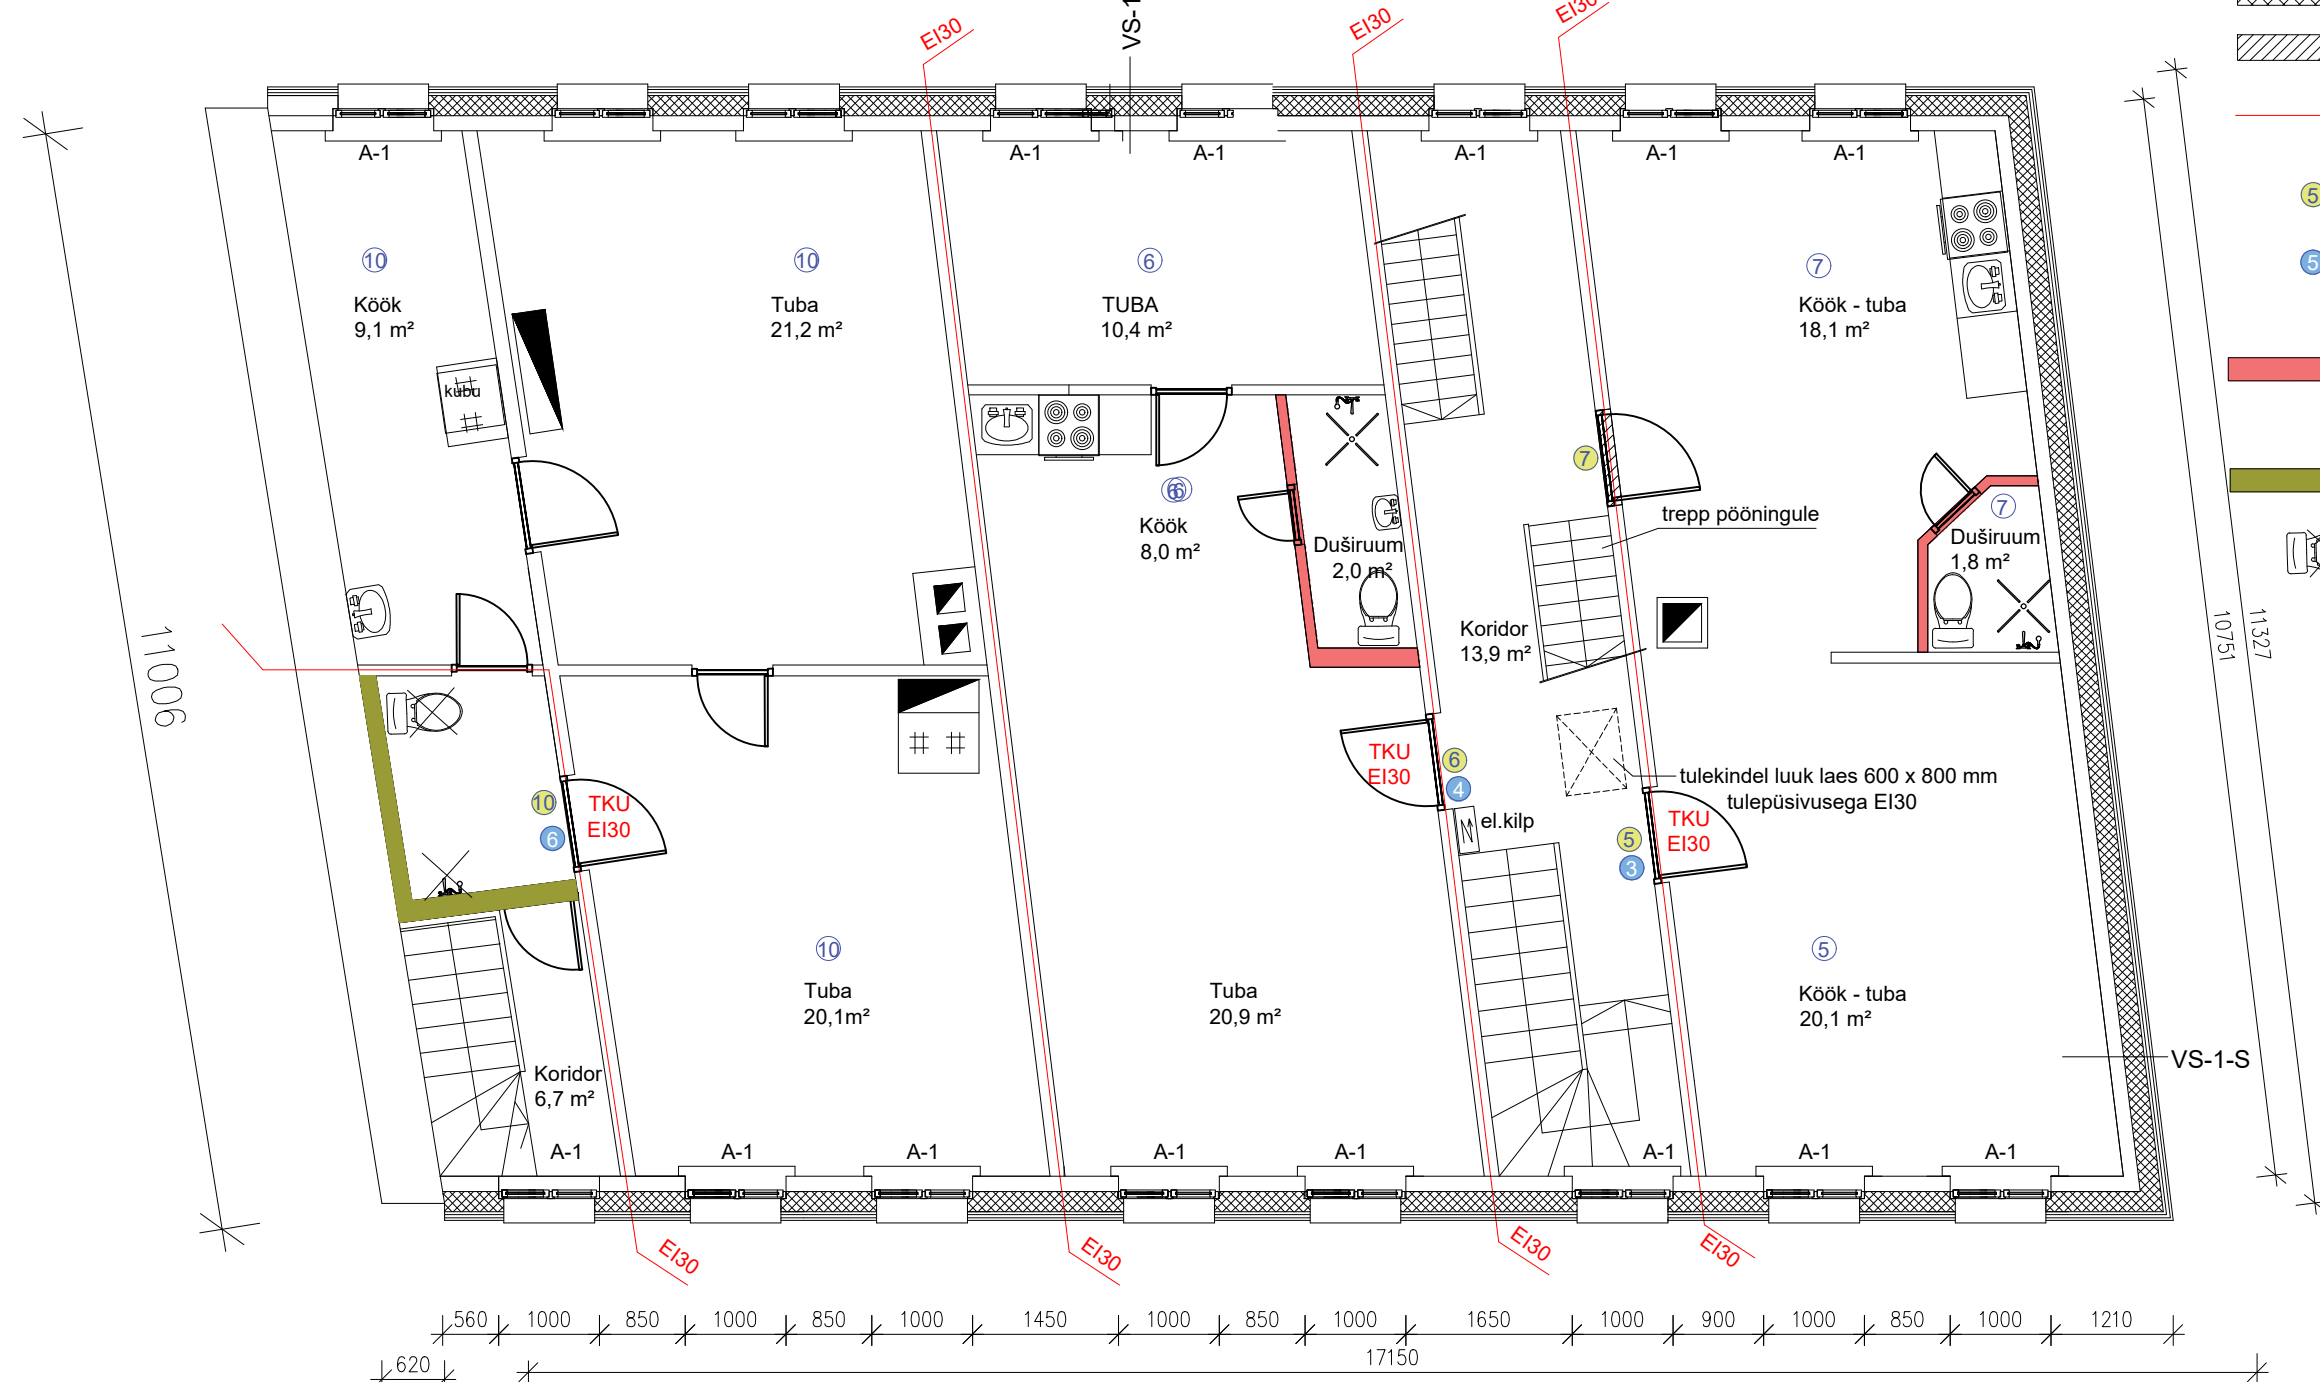 EI30
VS-1
EI30
EI30
A-1
A-1
A-1
A-1
A-1
A-1
5
10
10
6
7
5
Köök
9,1 m²
Tuba
21,2 m²
TUBA
10,4 m²
Köök - tuba
18,1 m²
kubu
7
6
Köök
8,0 m²
trepp pööningule
7
Duširuum
2,0 m²
Duširuum
1,8 m²
Koridor
13,9 m²
11006
10751
11327
TKU
EI30
6
4
tulekindel luuk laes 600 x 800 mm
tulepüsivusega EI30
10
6
TKU
EI30
el.kilp
5
3
TKU
EI30
10
5
Tuba
20,1m²
Tuba
20,9 m²
Köök - tuba
20,1 m²
VS-1-S
Koridor
6,7 m²
A-1
A-1
A-1
A-1
A-1
A-1
A-1
A-1
EI30
EI30
EI30
EI30
560 1000 850 1000 850 1000 1450 1000 850 1000 1650 1000 900 1000 850 1000 1210
620
17150